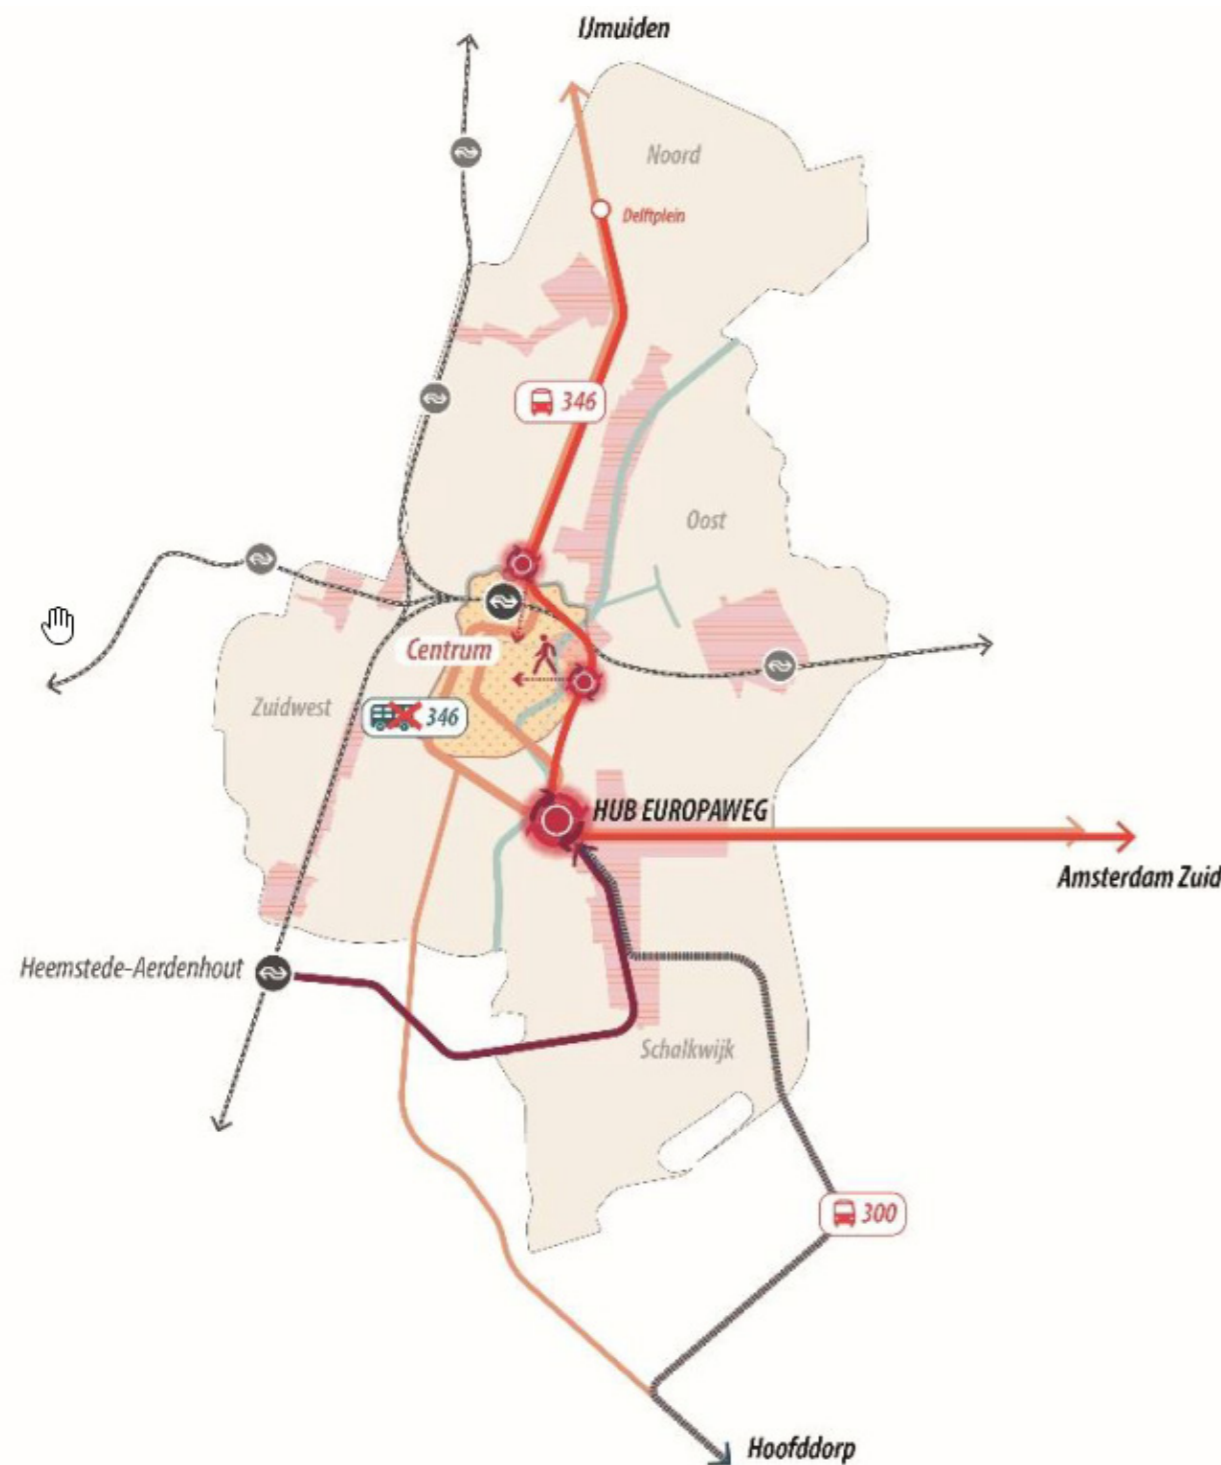 IJmuiden
Noord
Delftplein
346
Oost
Centrum
Zuidwest
346
HUB EUROPAWEG
Amsterdam Zuid
Heemstede-Aerdenhout
Schalkwijk
300
Hoofddorp